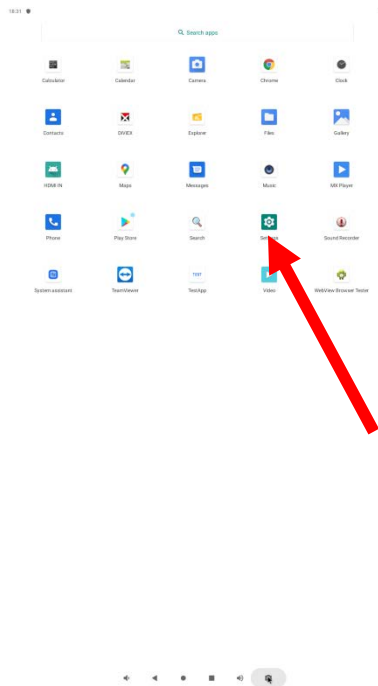 18:31
Search apps
Calculator Calendar Camera Chrome Clock
Contacts Explorer Files Gallery
HDMI IN Maps Messages Music MX Player
Phone Play Store Search Settings Sound Recorder
System assistant TeamViewer TestApp Video WebView Browser Tester